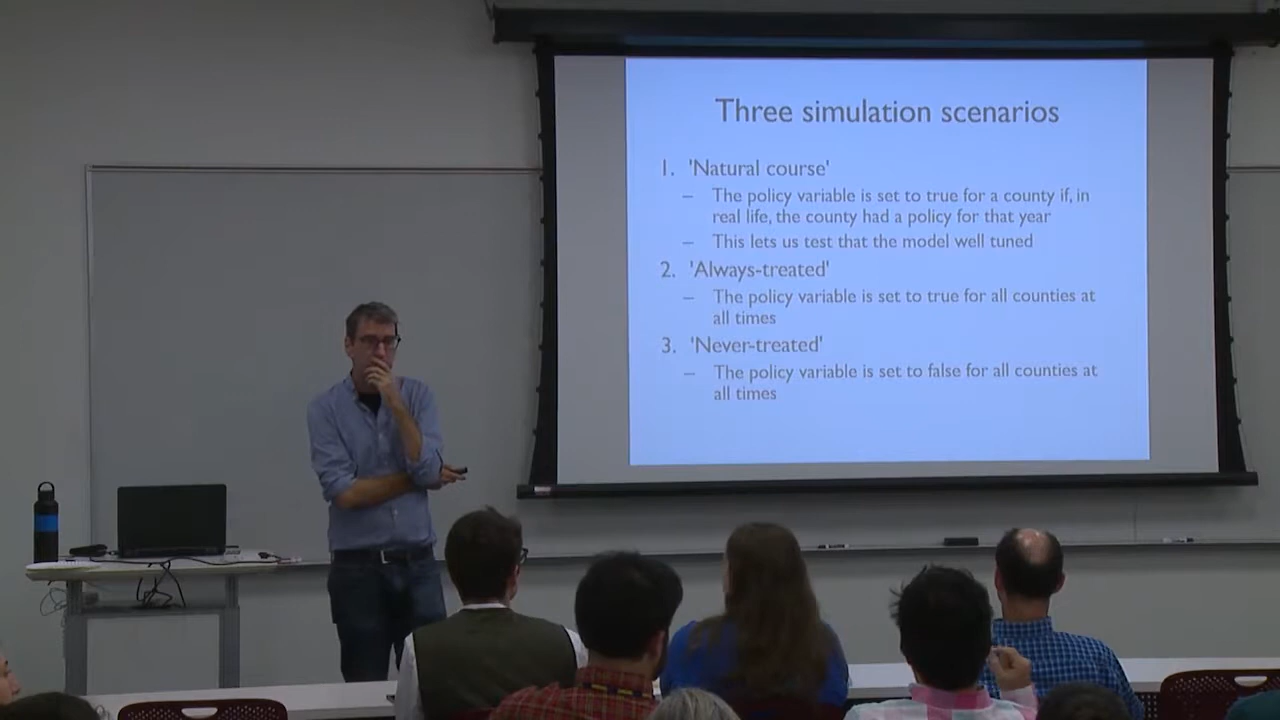 Three simulation scenarios
1. 'Natural course'
– The policy variable is set to true for a county if, in
real life, the county had a policy for that year
– This lets us test that the model well tuned
2. 'Always-treated'
– The policy variable is set to true for all counties at
all times
3. 'Never-treated'
– The policy variable is set to false for all counties at
all times